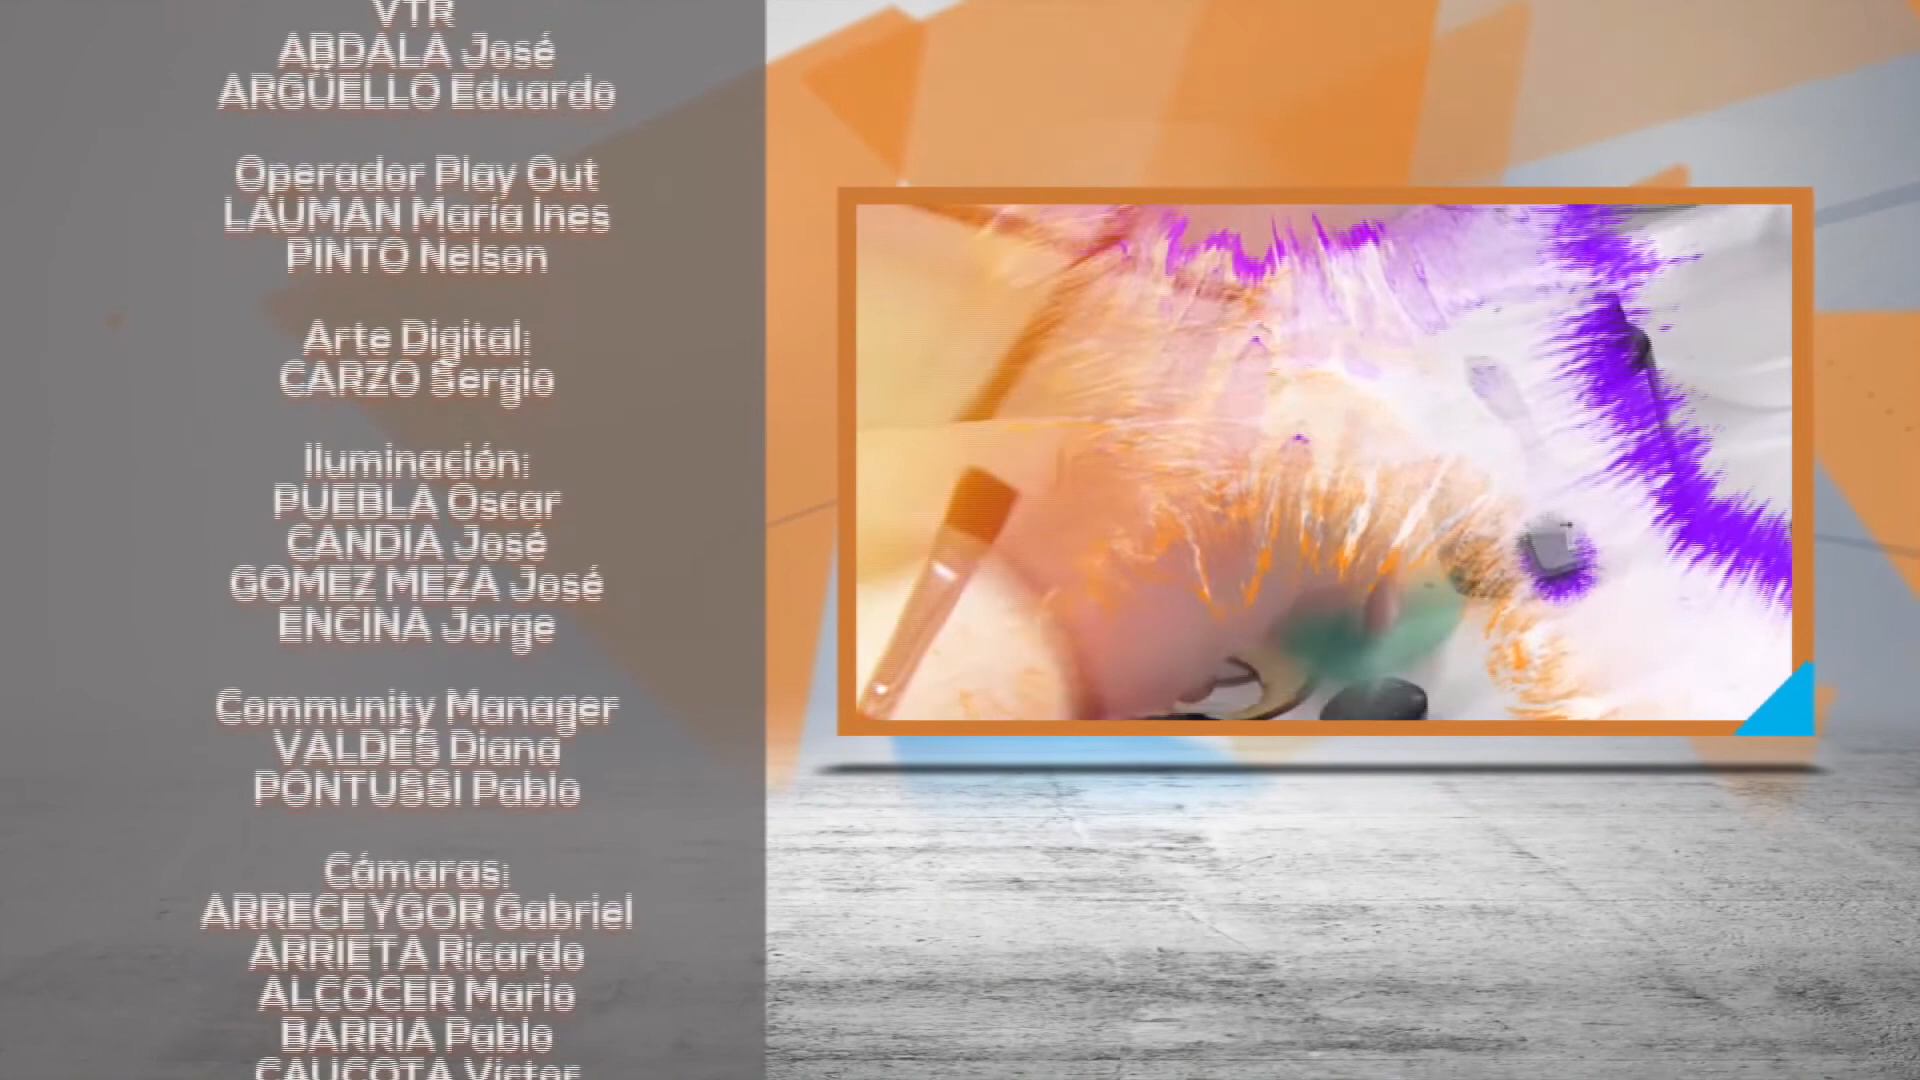 VTR
ABDALA José
ARGÜELLO Eduardo
Operador Play Out
LAUMAN María Ines
PINTO Nelson
Arte Digital:
CARZO Sergio
Iluminación:
PUEBLA Oscar
CANDIA José
GOMEZ MEZA José
ENCINA Jorge
Community Manager
VALDÉS Diana
PONTUSSI Pablo
Cámaras:
ARRECEYGOR Gabriel
ARRIETA Ricardo
ALCOCER Mario
BARRIA Pablo
CAUCOTA Víctor